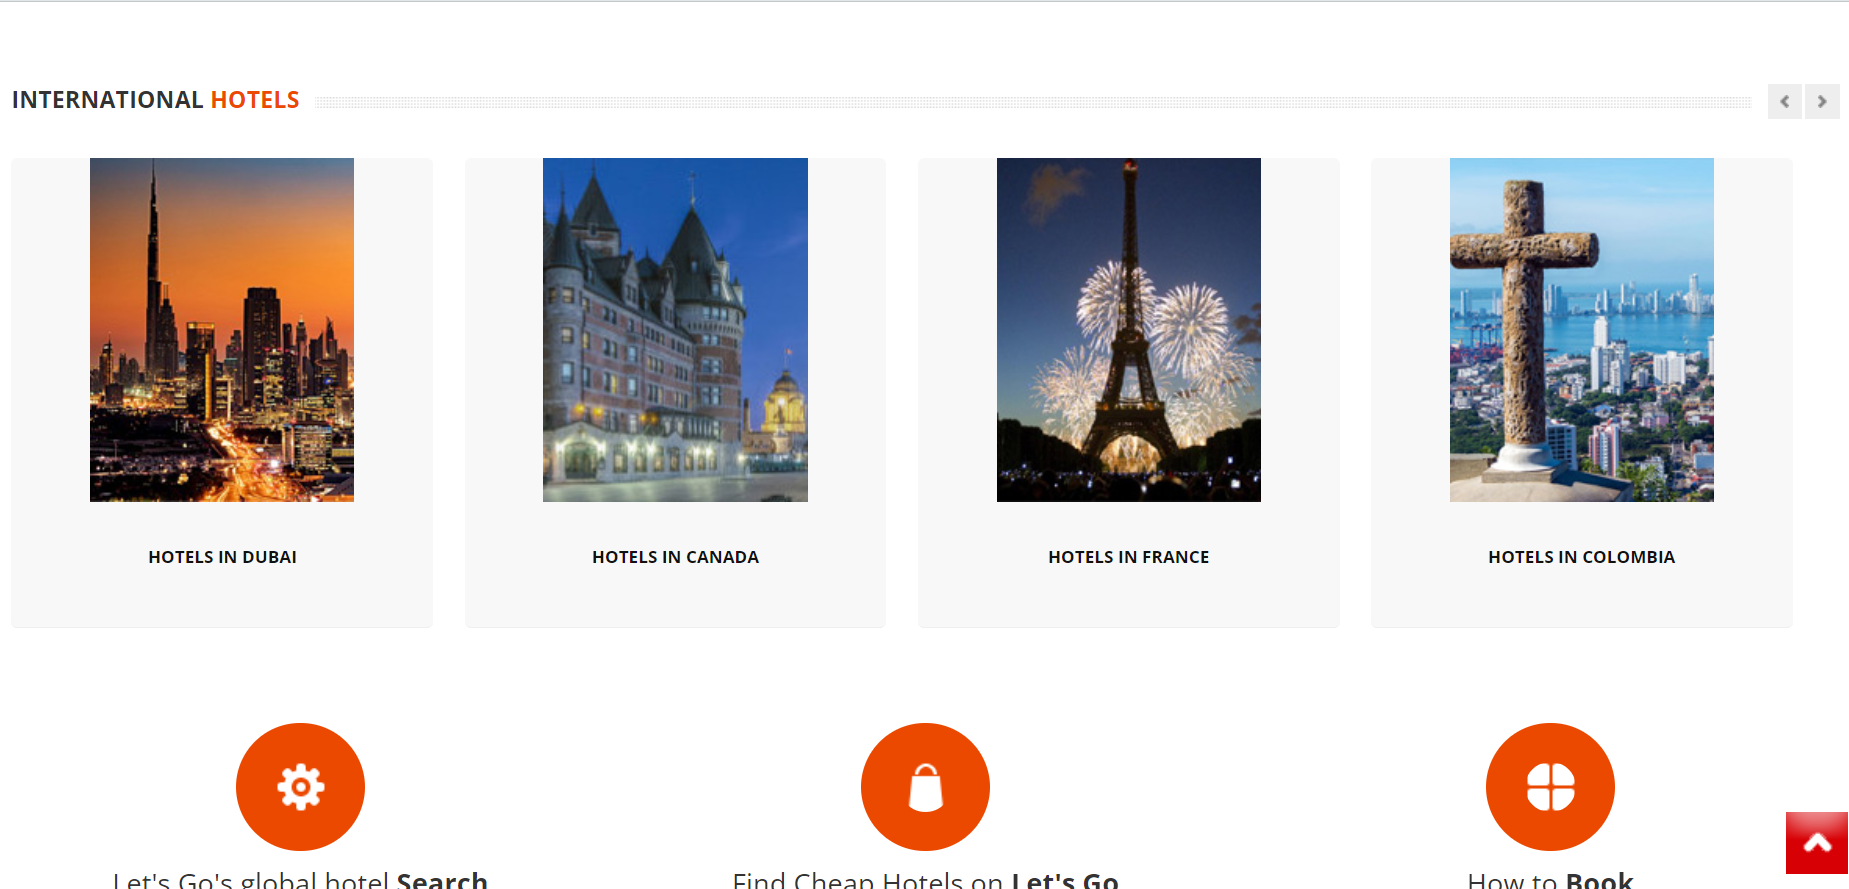 INTERNATIONAL HOTELS
HOTELS IN DUBAI
HOTELS IN CANADA
HOTELS IN FRANCE
HOTELS IN COLOMBIA
Let's Go's global hotel Search
Find Cheap Hotels on Let's Go
How to Book